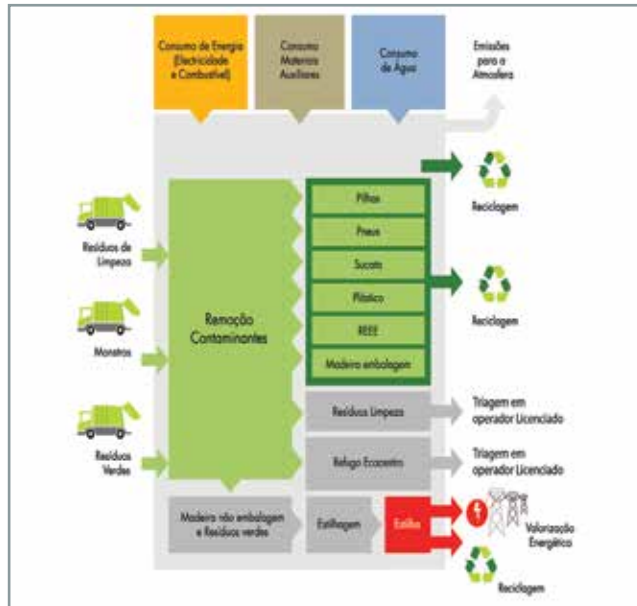 Consumo de Energia
(Electricidade
e Combustível)
Consumo
Materiais
Auxiliares
Consumo
de Água
Emissões
para a
Atmosfera
Reciclagem
Resíduos de
Limpeza
Monstros
Resíduos
Verdes
Remoção
Contaminantes
Pilhas
Pneus
Sucata
Plástico
REEE
Madeira embalagem
Reciclagem
Resíduos Limpeza
Triagem em
operador Licenciado
Refugo Ecocentro
Triagem em
operador Licenciado
Madeira não embalagem
e Resíduos verdes
Estilhagem
Estilha
Valorização
Energética
Reciclagem